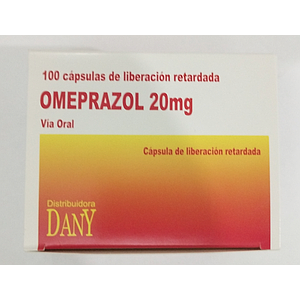 100 cápsulas de liberación retardada
OMEPRAZOL 20mg
Vía Oral
Cápsula de liberación retardada
Distribuidora
DANY